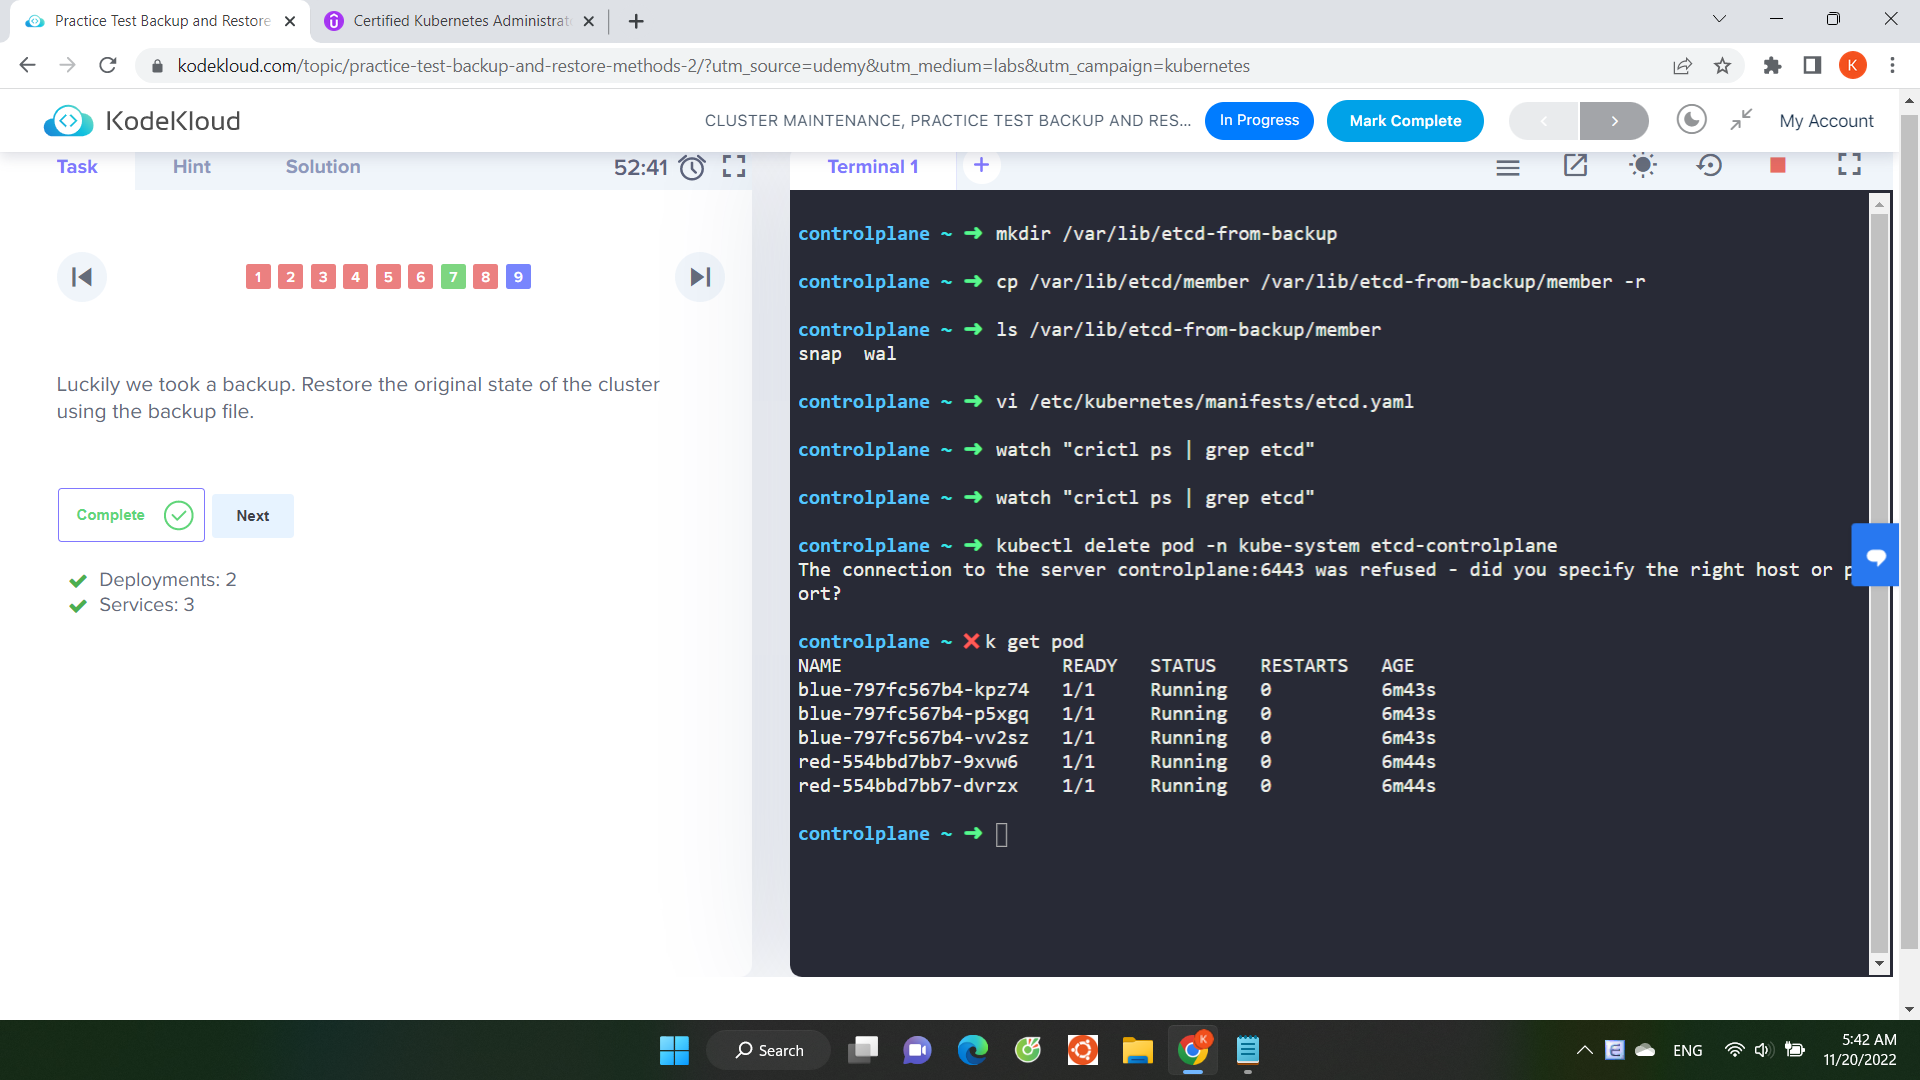 Practice Test Backup and Restore
Certified Kubernetes Administrat
kodekloud.com/topic/practice-test-backup-and-restore-methods-2/?utm_source=udemy&utm_medium=labs&utm_campaign=kubernetes
K
KodeKloud
CLUSTER MAINTENANCE, PRACTICE TEST BACKUP AND RES...
In Progress
Mark Complete
My Account
Task
Hint
Solution
52:41
Terminal 1
1 2 3 4 5 6 7 8 9
Luckily we took a backup. Restore the original state of the cluster
using the backup file.
Complete
Next
Deployments: 2
Services: 3
controlplane ~ ➜ mkdir /var/lib/etcd-from-backup
controlplane ~ ➜ cp /var/lib/etcd/member /var/lib/etcd-from-backup/member -r
controlplane ~ ➜ ls /var/lib/etcd-from-backup/member
snap wal
controlplane ~ ➜ vi /etc/kubernetes/manifests/etcd.yaml
controlplane ~ ➜ watch "crictl ps | grep etcd"
controlplane ~ ➜ watch "crictl ps | grep etcd"
controlplane ~ ➜ kubectl delete pod -n kube-system etcd-controlplane
The connection to the server controlplane:6443 was refused - did you specify the right host or p
ort?
controlplane ~ ✖ k get pod
NAME READY STATUS RESTARTS AGE
blue-797fc567b4-kpz74 1/1 Running 0 6m43s
blue-797fc567b4-p5xgq 1/1 Running 0 6m43s
blue-797fc567b4-vv2sz 1/1 Running 0 6m43s
red-554bbd7bb7-9xvw6 1/1 Running 0 6m44s
red-554bbd7bb7-dvrzx 1/1 Running 0 6m44s
controlplane ~ ➜
Search
K
ENG
5:42 AM
11/20/2022